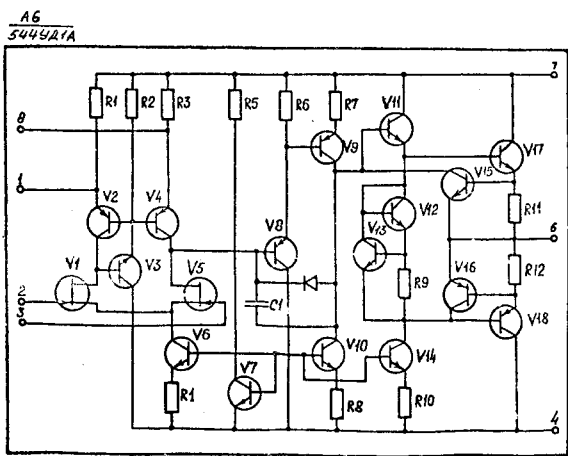 А6
544УД1А
7
R1 R2 R3 R5 R6 R7 V11
8
V9 V17
V15
1
V2 V4 R11
V8 V12 6
V13
V1 V3 V5 V16 R12
R9
2
C1
3 V18
V6 V10 V14
V7
R1 R8 R10
4